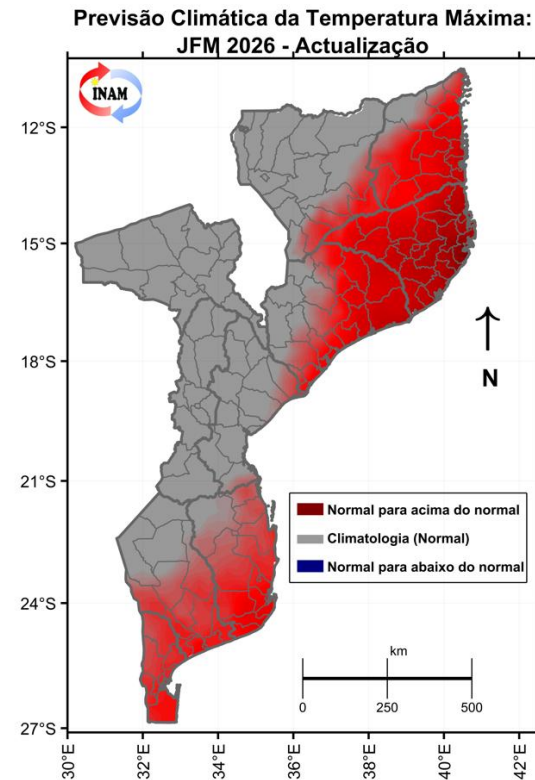 Previsão Climática da Temperatura Máxima:
JFM 2026 - Actualização
INAM
12°S
15°S
18°S
21°S
24°S
27°S
N
Normal para acima do normal
Climatologia (Normal)
Normal para abaixo do normal
km
0 250 500
30°E 32°E 34°E 36°E 38°E 40°E 42°E